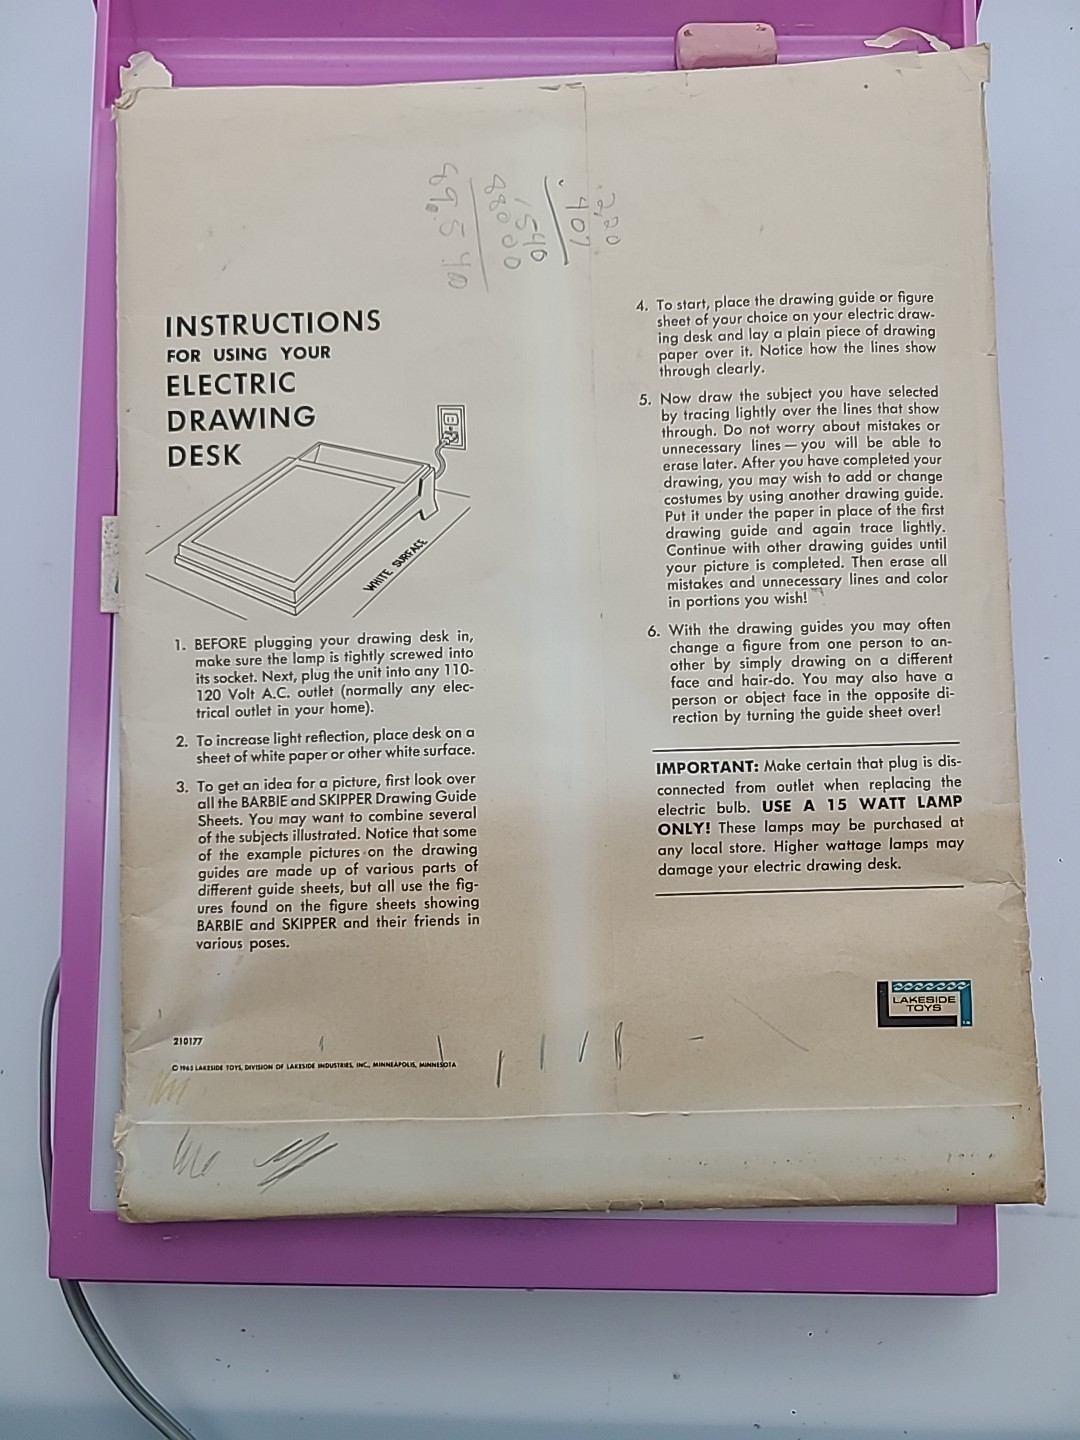 2,20
407
1540
88000
89.540
INSTRUCTIONS
FOR USING YOUR
ELECTRIC
DRAWING
DESK
WHITE SURFACE
1. BEFORE plugging your drawing desk in,
make sure the lamp is tightly screwed into
its socket. Next, plug the unit into any 110-
120 Volt A.C. outlet (normally any elec-
trical outlet in your home).
2. To increase light reflection, place desk on a
sheet of white paper or other white surface.
3. To get an idea for a picture, first look over
all the BARBIE and SKIPPER Drawing Guide
Sheets. You may want to combine several
of the subjects illustrated. Notice that some
of the example pictures on the drawing
guides are made up of various parts of
different guide sheets, but all use the fig-
ures found on the figure sheets showing
BARBIE and SKIPPER and their friends in
various poses.
210177
© 1965 LAKESIDE TOYS, DIVISION OF LAKESIDE INDUSTRIES, INC., MINNEAPOLIS, MINNESOTA
4. To start, place the drawing guide or figure
sheet of your choice on your electric draw-
ing desk and lay a plain piece of drawing
paper over it. Notice how the lines show
through clearly.
5. Now draw the subject you have selected
by tracing lightly over the lines that show
through. Do not worry about mistakes or
unnecessary lines — you will be able to
erase later. After you have completed your
drawing, you may wish to add or change
costumes by using another drawing guide.
Put it under the paper in place of the first
drawing guide and again trace lightly.
Continue with other drawing guides until
your picture is completed. Then erase all
mistakes and unnecessary lines and color
in portions you wish!
6. With the drawing guides you may often
change a figure from one person to an-
other by simply drawing on a different
face and hair-do. You may also have a
person or object face in the opposite di-
rection by turning the guide sheet over!
IMPORTANT: Make certain that plug is dis-
connected from outlet when replacing the
electric bulb. USE A 15 WATT LAMP
ONLY! These lamps may be purchased at
any local store. Higher wattage lamps may
damage your electric drawing desk.
LAKESIDE
TOYS
TM